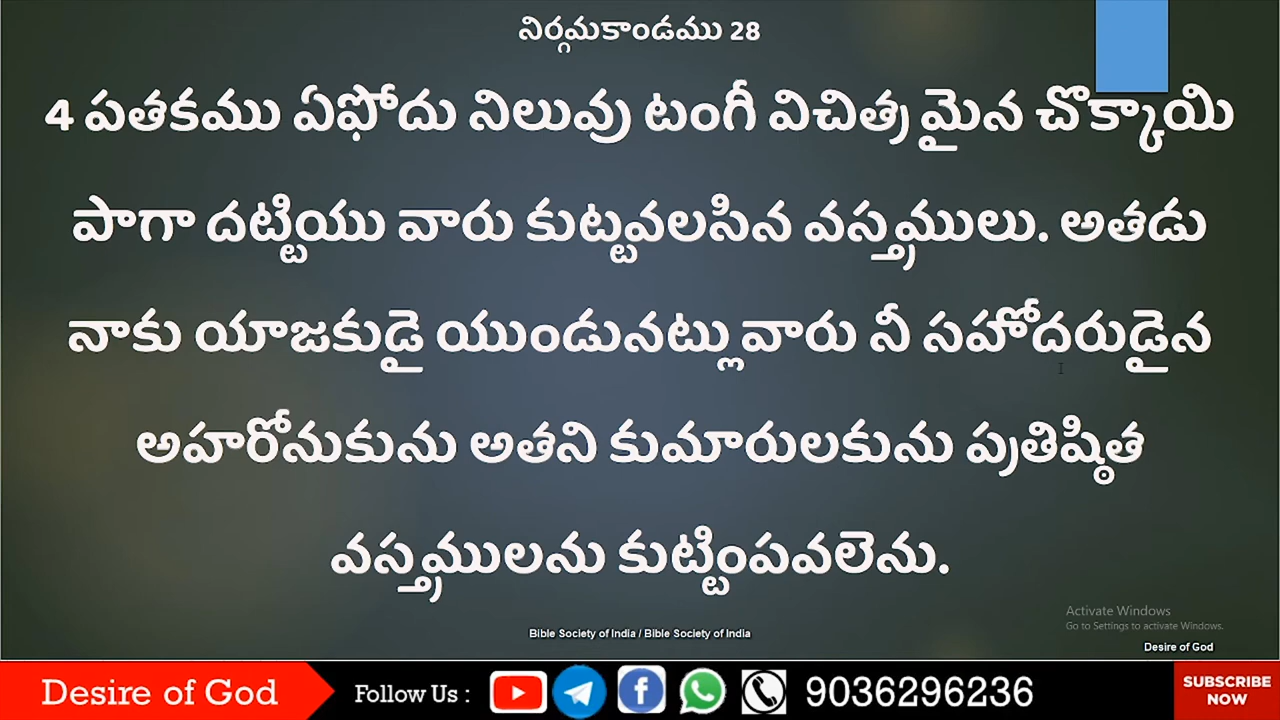 నిర్గమకాండము 28
4 పతకము ఏఫోదు నిలువు టంగీ విచిత్ర మైన చొక్కాయి
పాగా దట్టియు వారు కుట్టవలసిన వస్త్రములు. అతడు
నాకు యాజకుడై యుండునట్లువారు నీ సహోదరుడైన
అహరోనుకును అతని కుమారులకును ప్రతిష్ఠిత
వస్త్రములను కుట్టింపవలెను.
Bible Society of India / Bible Society of India
Activate Windows
Go to Settings to activate Windows.
Desire of God
Desire of God Follow Us : 9036296236 SUBSCRIBE
NOW